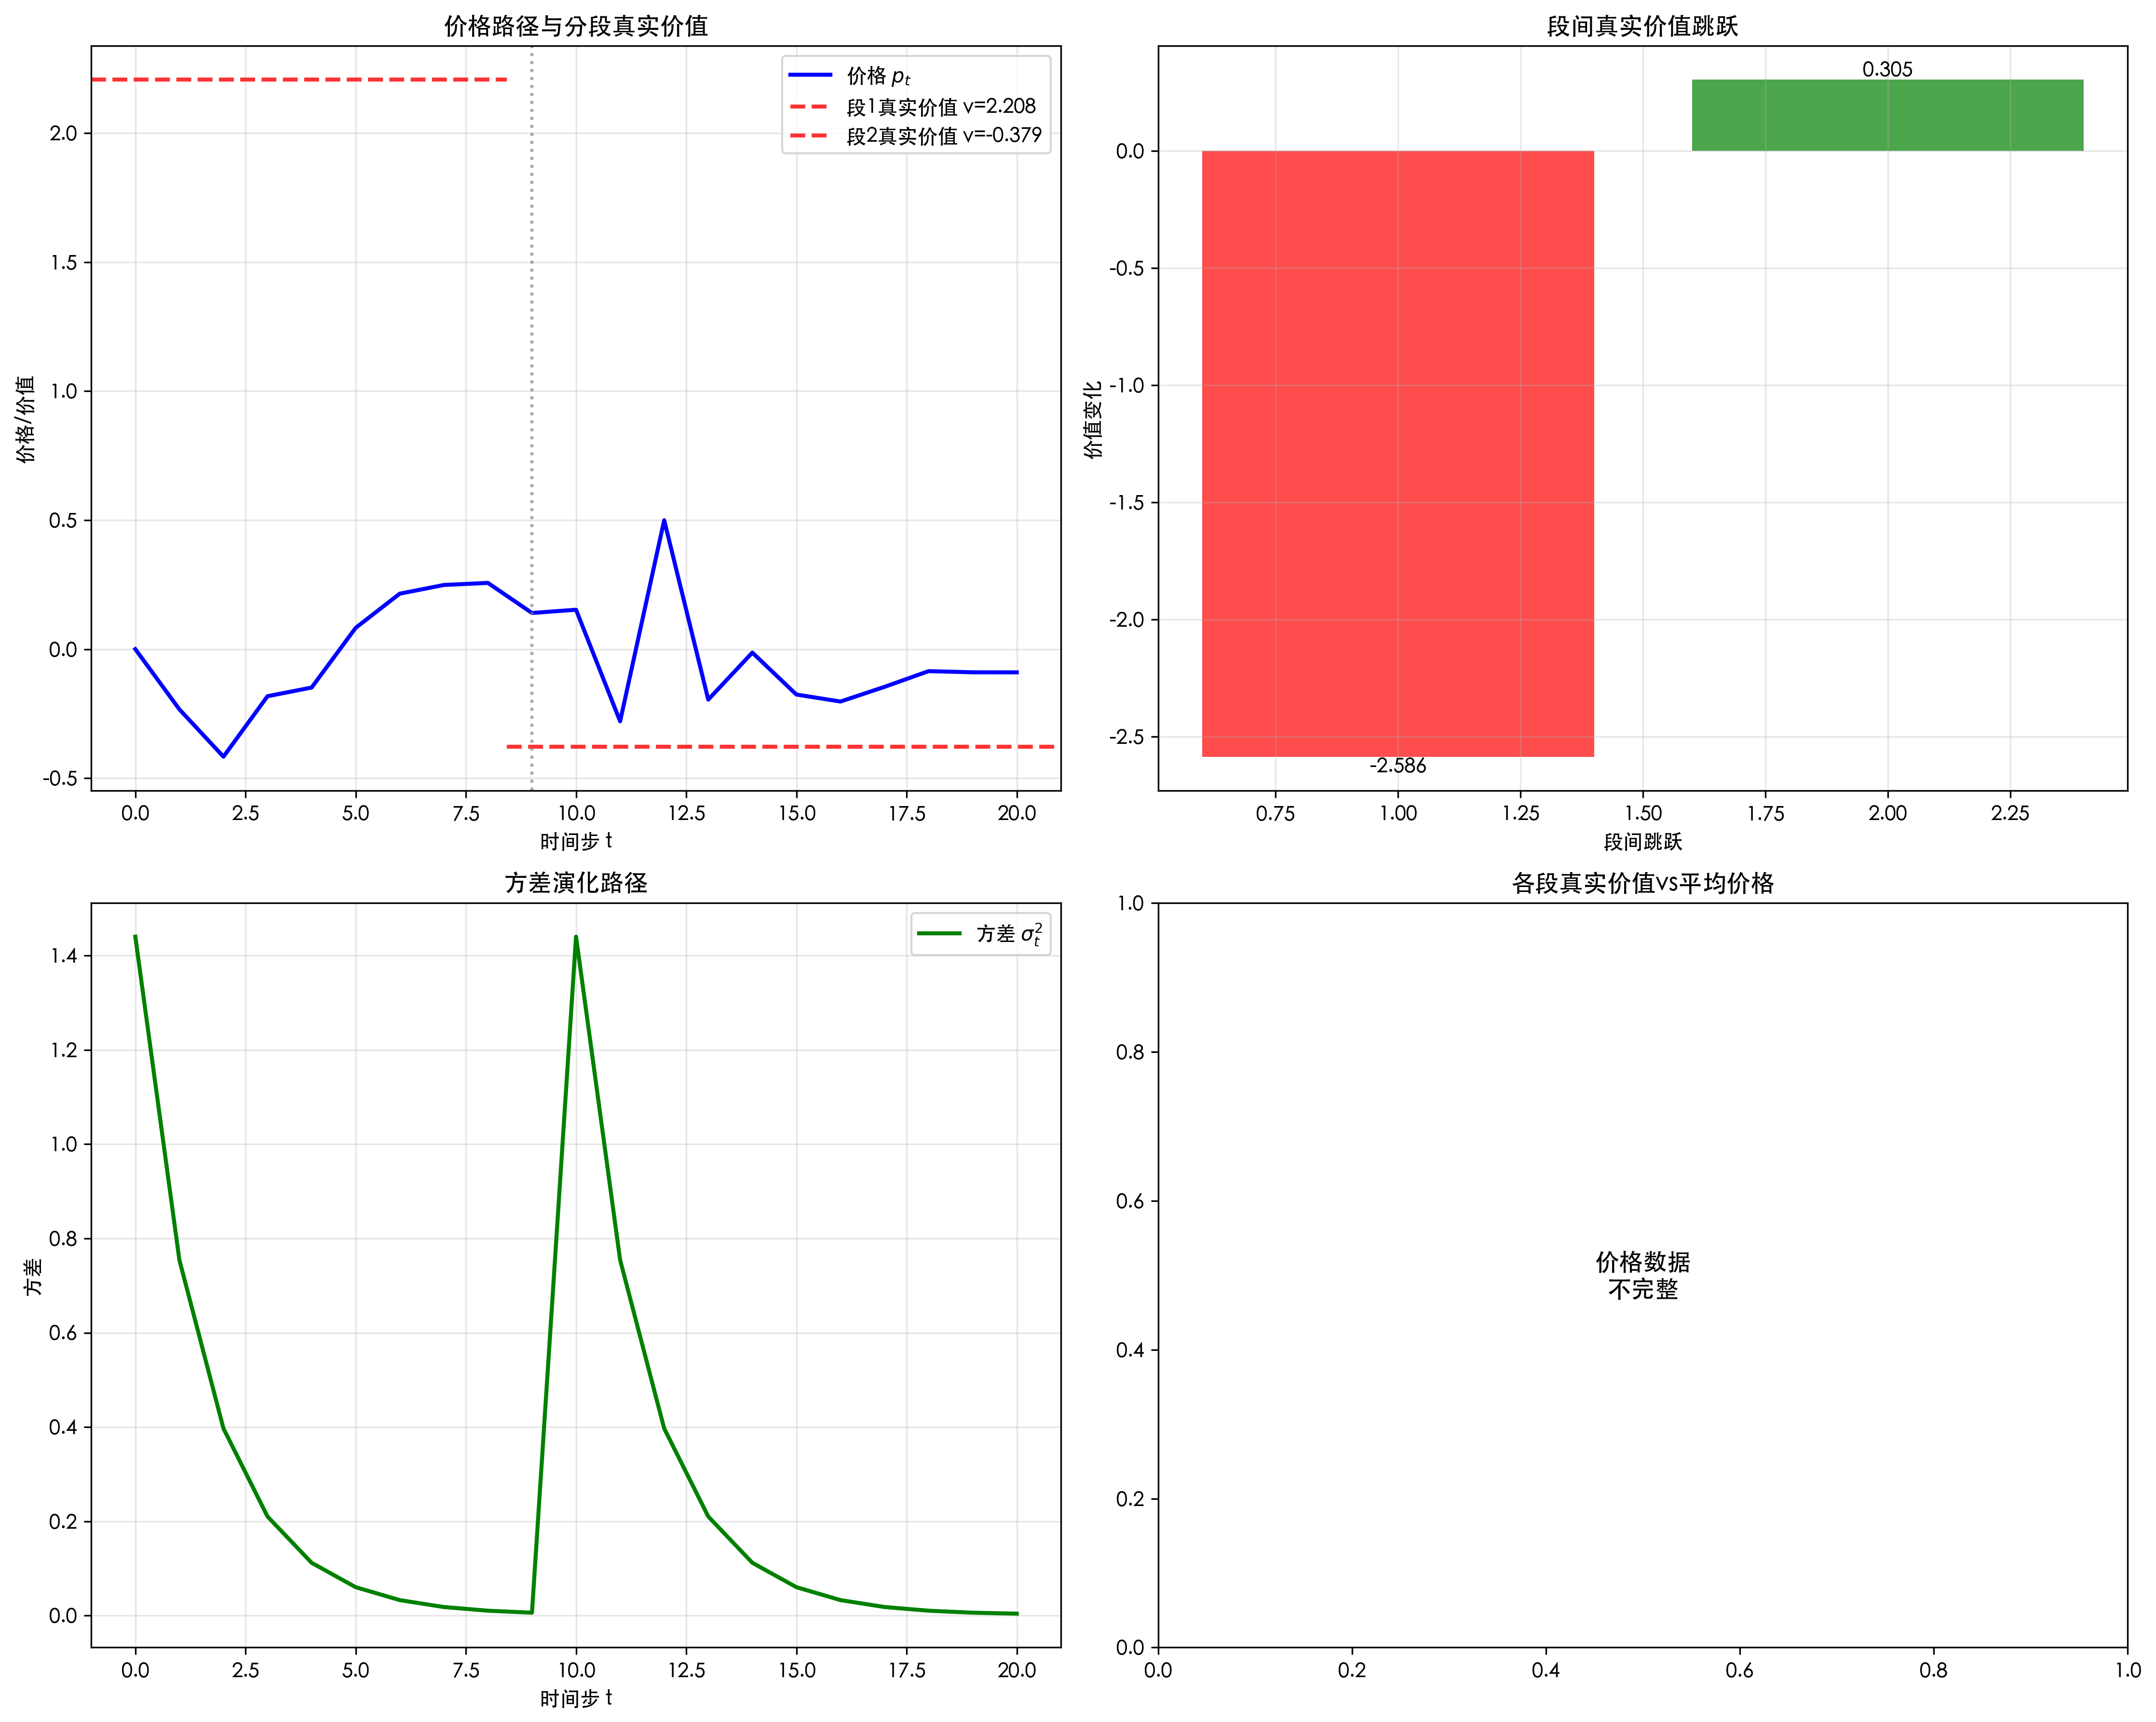 价格路径与分段真实价值
价格 pₜ
段1真实价值 v=2.208
段2真实价值 v=-0.379
2.0
1.5
1.0
0.5
0.0
-0.5
价格/价值
0.0 2.5 5.0 7.5 10.0 12.5 15.0 17.5 20.0
时间步 t
段间真实价值跳跃
0.305
-2.586
0.0
-0.5
-1.0
-1.5
-2.0
-2.5
价值变化
0.75 1.00 1.25 1.50 1.75 2.00 2.25
段间跳跃
方差演化路径
方差 σₜ²
1.4
1.2
1.0
0.8
0.6
0.4
0.2
0.0
方差
0.0 2.5 5.0 7.5 10.0 12.5 15.0 17.5 20.0
时间步 t
各段真实价值vs平均价格
1.0
0.8
0.6
0.4
0.2
0.0
价格数据
不完整
0.0 0.2 0.4 0.6 0.8 1.0